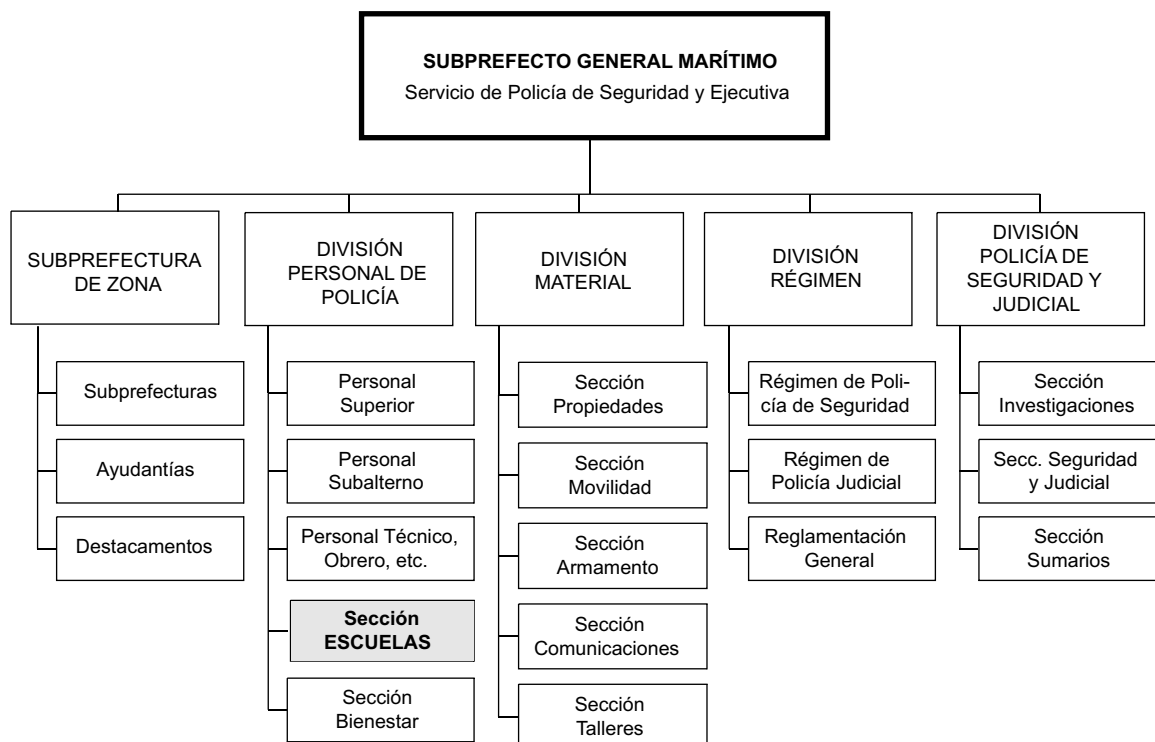 SUBPREFECTO GENERAL MARÍTIMO
Servicio de Policía de Seguridad y Ejecutiva
SUBPREFECTURA
DE ZONA
Subprefecturas
Ayudantías
Destacamentos
DIVISIÓN
PERSONAL DE
POLICÍA
Personal
Superior
Personal
Subalterno
Personal Técnico,
Obrero, etc.
Sección
ESCUELAS
Sección
Bienestar
DIVISIÓN
MATERIAL
Sección
Propiedades
Sección
Movilidad
Sección
Armamento
Sección
Comunicaciones
Sección
Talleres
DIVISIÓN
RÉGIMEN
Régimen de Poli-
cía de Seguridad
Régimen de
Policía Judicial
Reglamentación
General
DIVISIÓN
POLICÍA DE
SEGURIDAD Y
JUDICIAL
Sección
Investigaciones
Secc. Seguridad
y Judicial
Sección
Sumarios